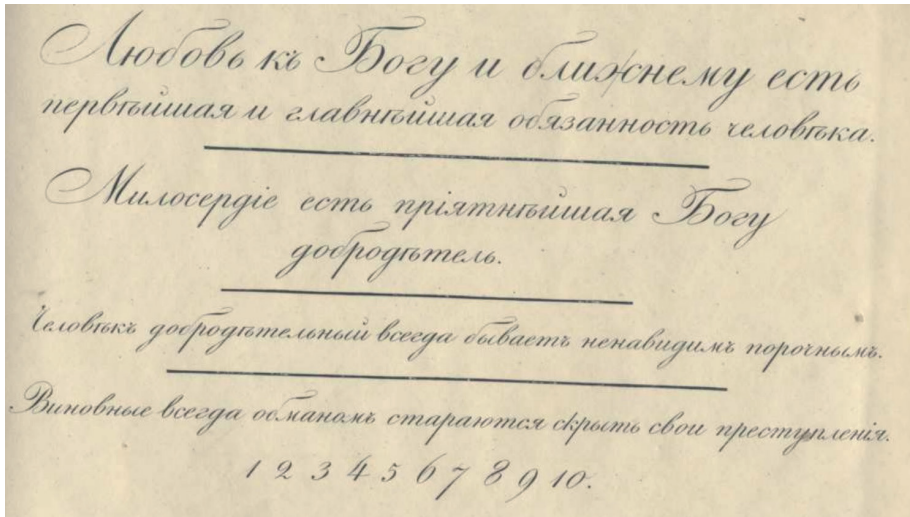 Любовь къ Богу и ближнему есть
первѣйшая и главнѣйшая обязанность человѣка.
Милосердіе есть пріятнѣйшая Богу
добродѣтель.
Человѣкъ добродѣтельный всегда бываетъ ненавидимъ порочнымъ.
Виновные всегда обманомъ стараются скрыть свои преступленія.
1 2 3 4 5 6 7 8 9 10.